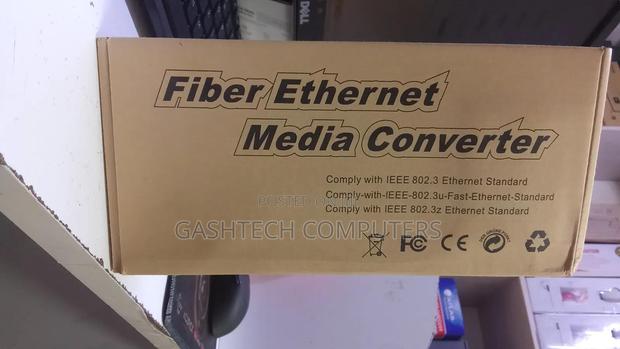 DELL
Fiber Ethernet
Media Converter
Comply with IEEE 802.3 Ethernet Standard
Comply-with-IEEE-802.3u-Fast-Ethernet-Standard
Comply with IEEE 802.3z Ethernet Standard
GASHTECH COMPUTERS
FC CE